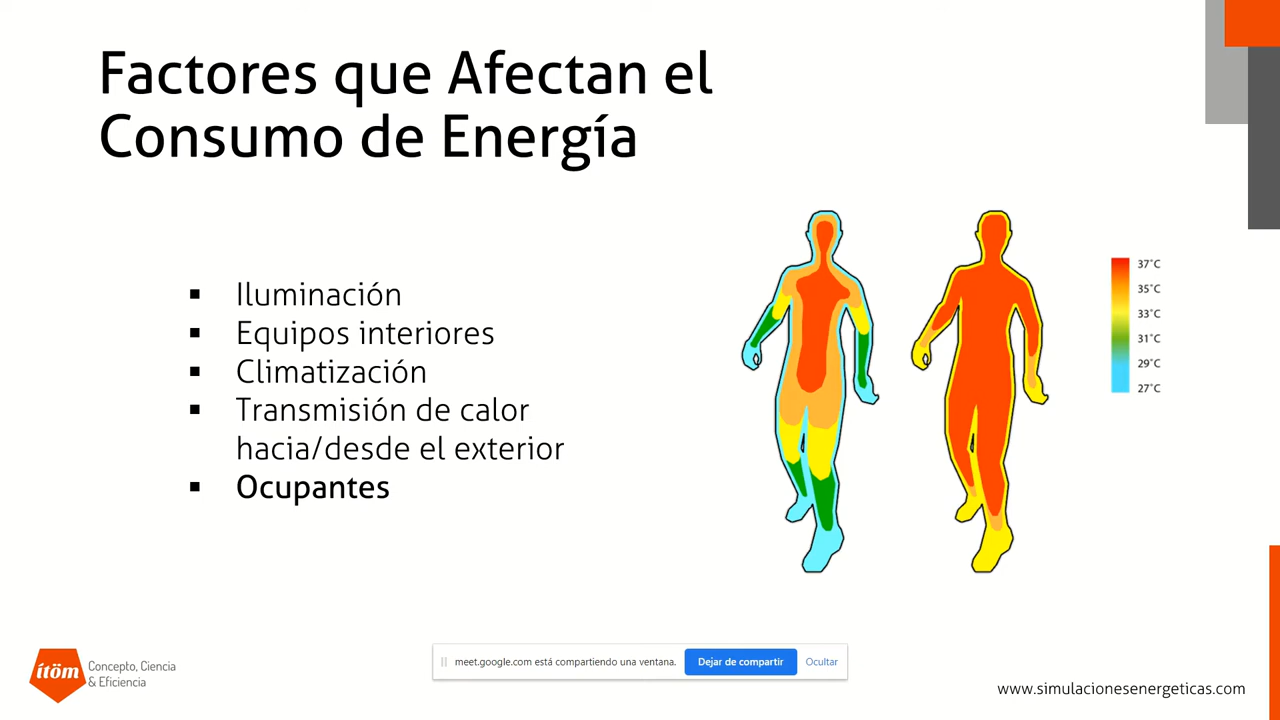 Factores que Afectan el
Consumo de Energía
▪ Iluminación
▪ Equipos interiores
▪ Climatización
▪ Transmisión de calor
hacia/desde el exterior
▪ Ocupantes
37°C
35°C
33°C
31°C
29°C
27°C
ítöm
Concepto, Ciencia
& Eficiencia
meet.google.com está compartiendo una ventana. Dejar de compartir Ocultar
www.simulacionesenergeticas.com